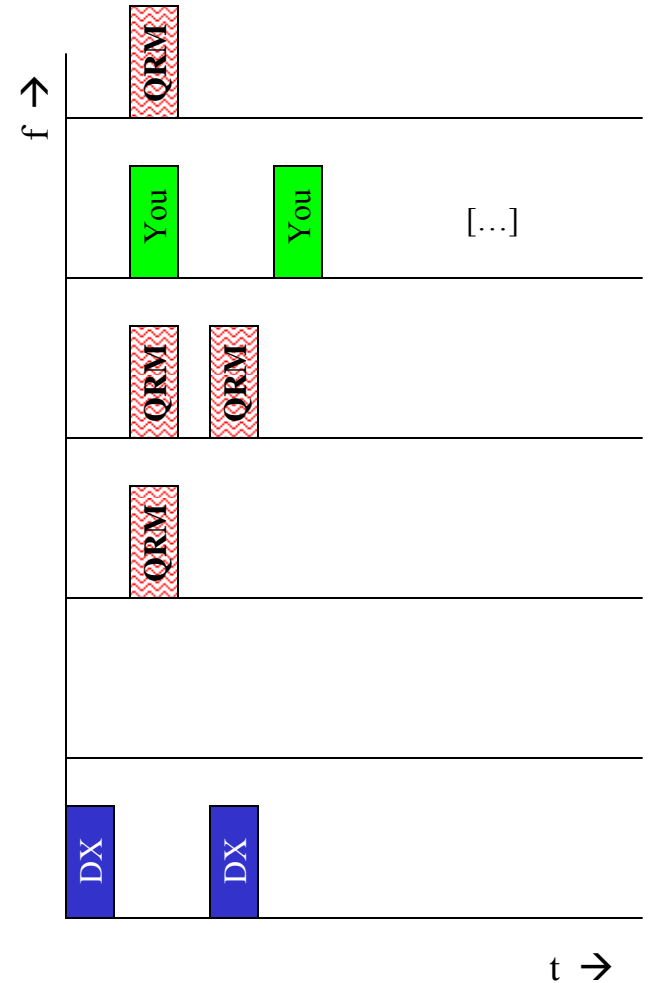 QRM
f →
You You […]
QRM QRM
QRM
DX DX
t →